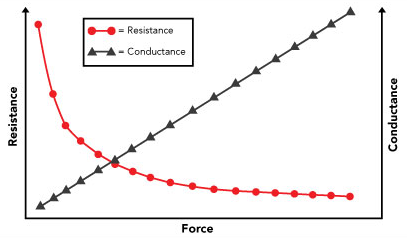 = Resistance
= Conductance
Resistance
Conductance
Force